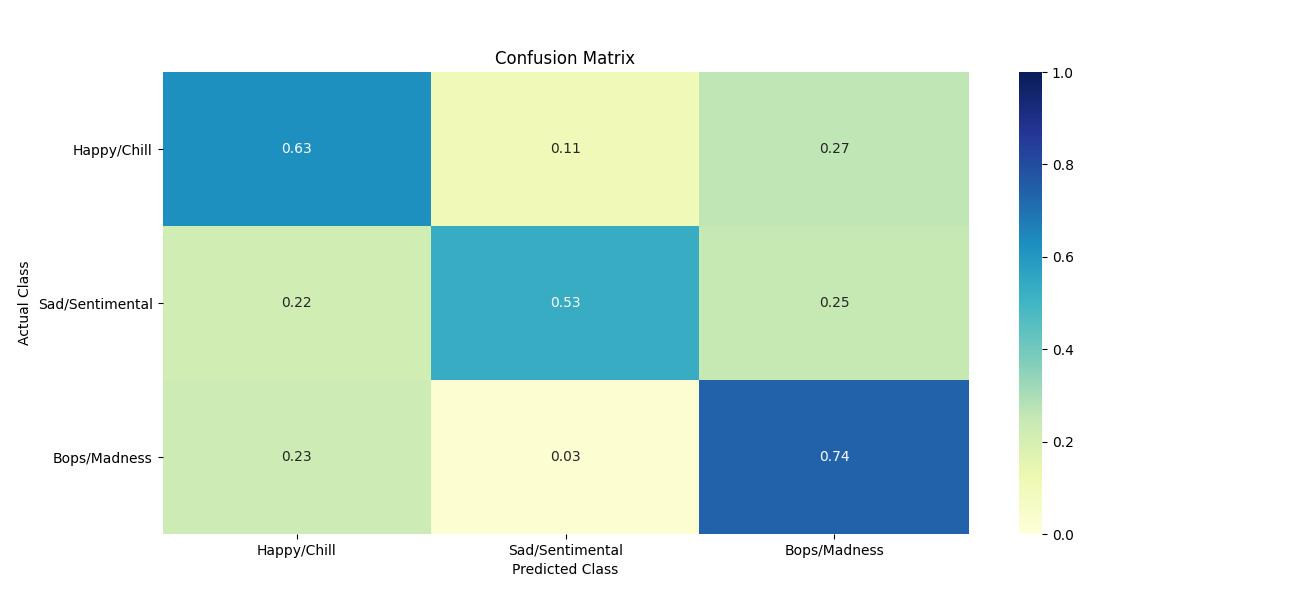 Confusion Matrix
Actual Class
Happy/Chill
0.63
0.11
0.27
Sad/Sentimental
0.22
0.53
0.25
Bops/Madness
0.23
0.03
0.74
Happy/Chill
Sad/Sentimental
Bops/Madness
Predicted Class
1.0
0.8
0.6
0.4
0.2
0.0